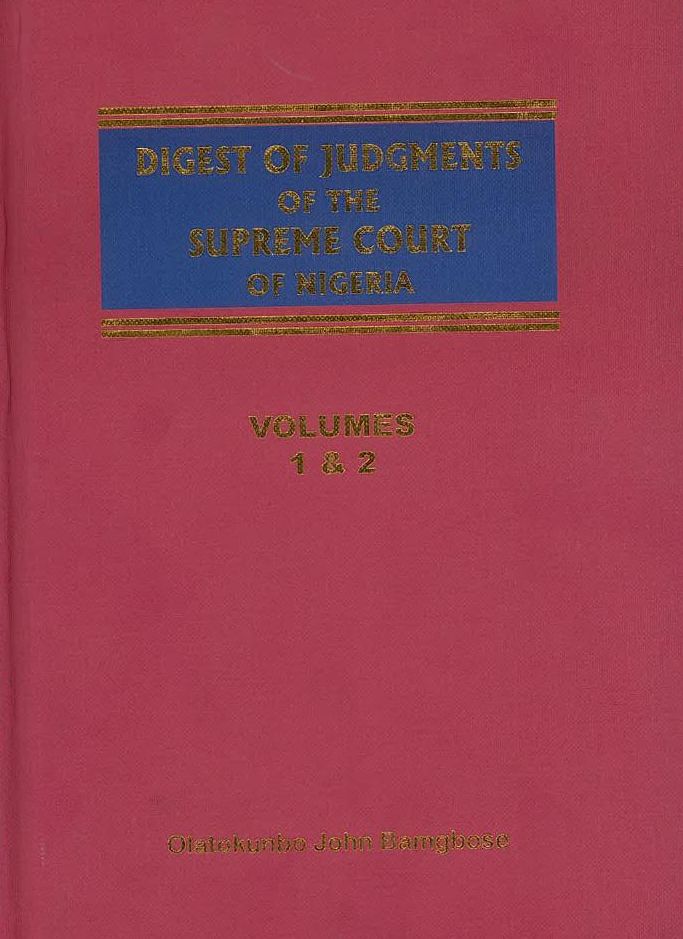 DIGEST OF JUDGMENTS
OF THE
SUPREME COURT
OF NIGERIA
VOLUMES
1 & 2
Olatokunbo John Bamgbose